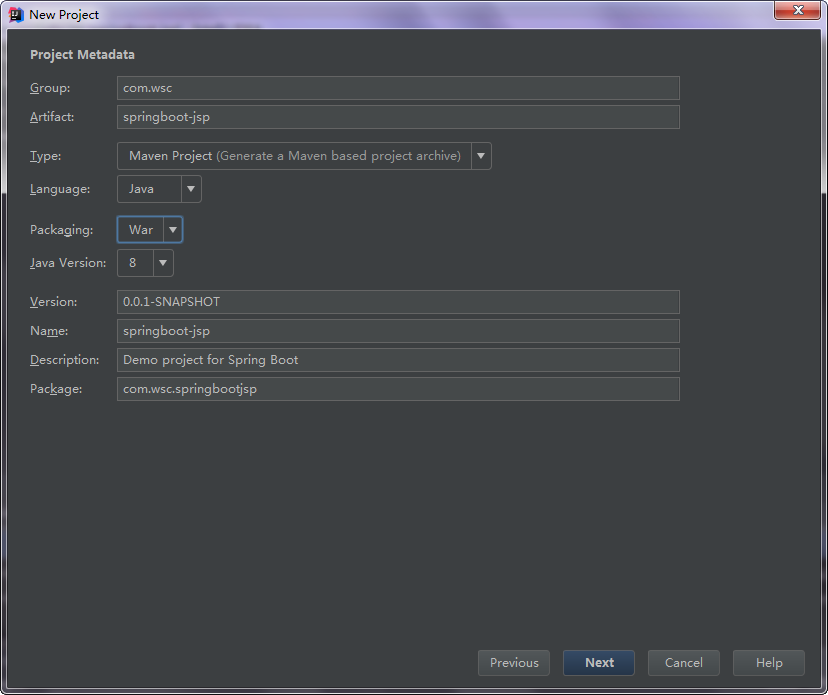 New Project
Project Metadata
Group: com.wsc
Artifact: springboot-jsp
Type: Maven Project (Generate a Maven based project archive)
Language: Java
Packaging: War
Java Version: 8
Version: 0.0.1-SNAPSHOT
Name: springboot-jsp
Description: Demo project for Spring Boot
Package: com.wsc.springbootjsp
Previous Next Cancel Help